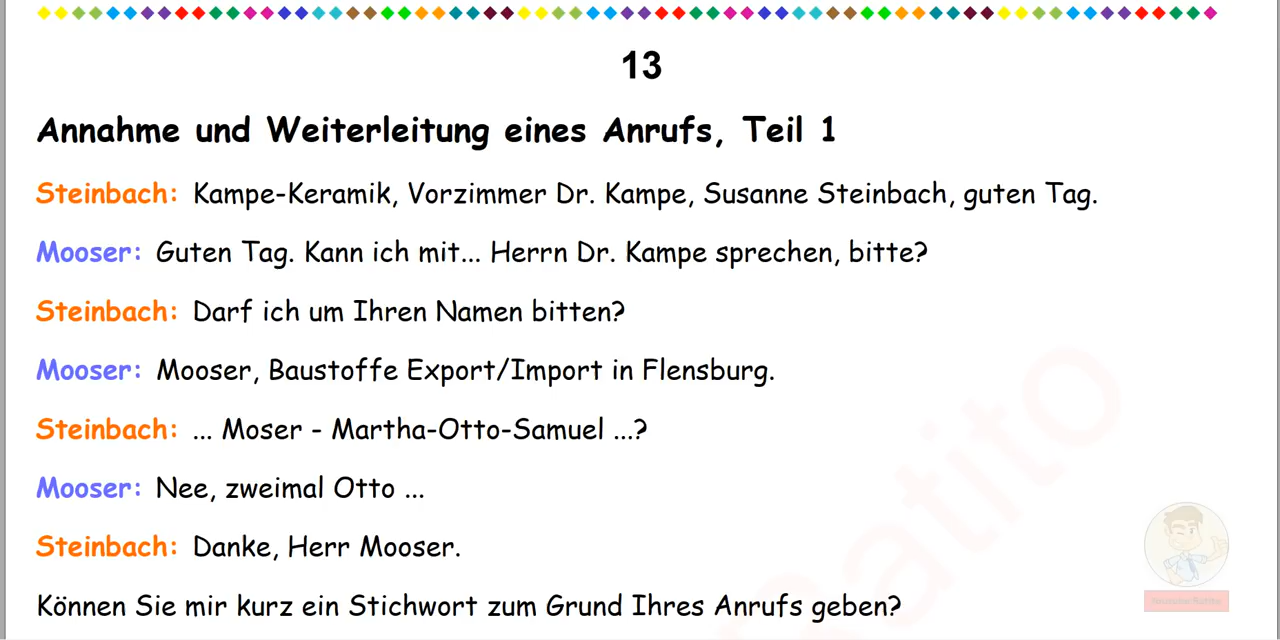 13
Annahme und Weiterleitung eines Anrufs, Teil 1
Steinbach: Kampe-Keramik, Vorzimmer Dr. Kampe, Susanne Steinbach, guten Tag.
Mooser: Guten Tag. Kann ich mit... Herrn Dr. Kampe sprechen, bitte?
Steinbach: Darf ich um Ihren Namen bitten?
Mooser: Mooser, Baustoffe Export/Import in Flensburg.
Steinbach: ... Moser - Martha-Otto-Samuel ...?
Mooser: Nee, zweimal Otto ...
Steinbach: Danke, Herr Mooser.
Können Sie mir kurz ein Stichwort zum Grund Ihres Anrufs geben?